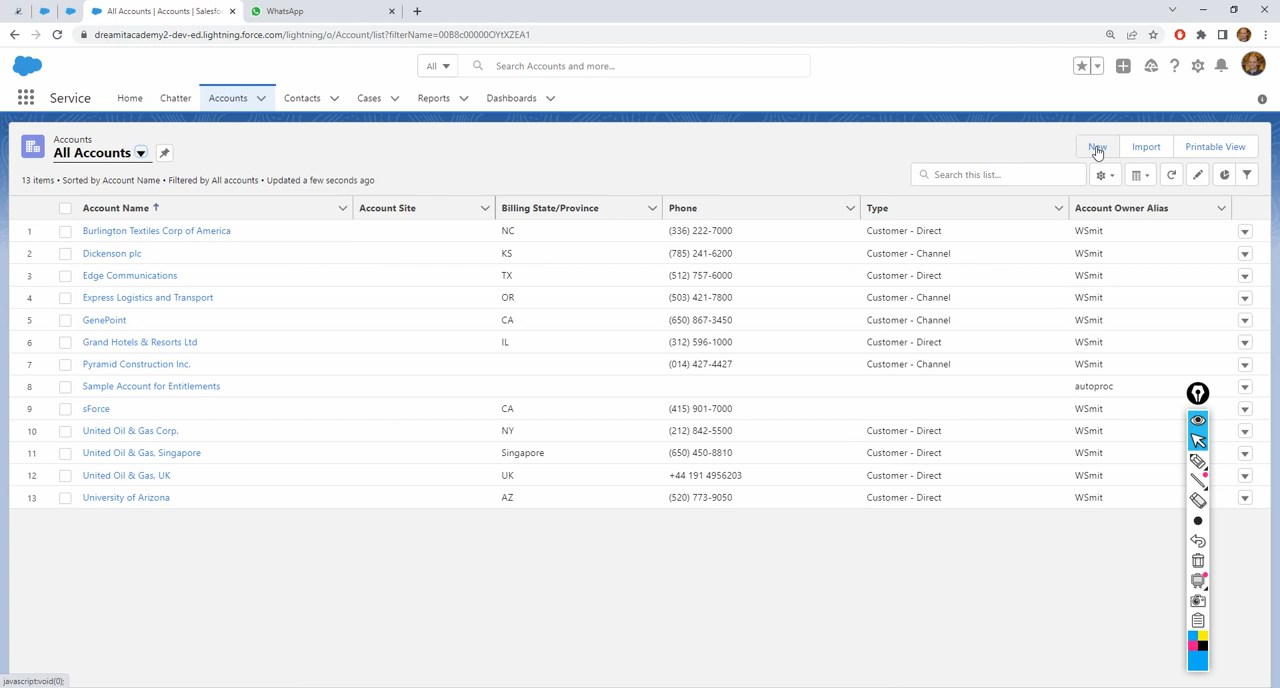 All Accounts | Accounts | Salesfo
WhatsApp
dreamitacademy2-dev-ed.lightning.force.com/lightning/o/Account/list?filterName=00B8c00000OYtXZEA1
All
Search Accounts and more...
Service
Home
Chatter
Accounts
Contacts
Cases
Reports
Dashboards
Accounts
All Accounts
New
Import
Printable View
13 items • Sorted by Account Name • Filtered by All accounts • Updated a few seconds ago
Search this list...
Account Name
Account Site
Billing State/Province
Phone
Type
Account Owner Alias
1 Burlington Textiles Corp of America NC (336) 222-7000 Customer - Direct WSmit
2 Dickenson plc KS (785) 241-6200 Customer - Channel WSmit
3 Edge Communications TX (512) 757-6000 Customer - Direct WSmit
4 Express Logistics and Transport OR (503) 421-7800 Customer - Channel WSmit
5 GenePoint CA (650) 867-3450 Customer - Channel WSmit
6 Grand Hotels & Resorts Ltd IL (312) 596-1000 Customer - Direct WSmit
7 Pyramid Construction Inc. (014) 427-4427 Customer - Channel WSmit
8 Sample Account for Entitlements autoproc
9 sForce CA (415) 901-7000 WSmit
10 United Oil & Gas Corp. NY (212) 842-5500 Customer - Direct WSmit
11 United Oil & Gas, Singapore Singapore (650) 450-8810 Customer - Direct WSmit
12 United Oil & Gas, UK UK +44 191 4956203 Customer - Direct WSmit
13 University of Arizona AZ (520) 773-9050 Customer - Direct WSmit
javascript:void(0);